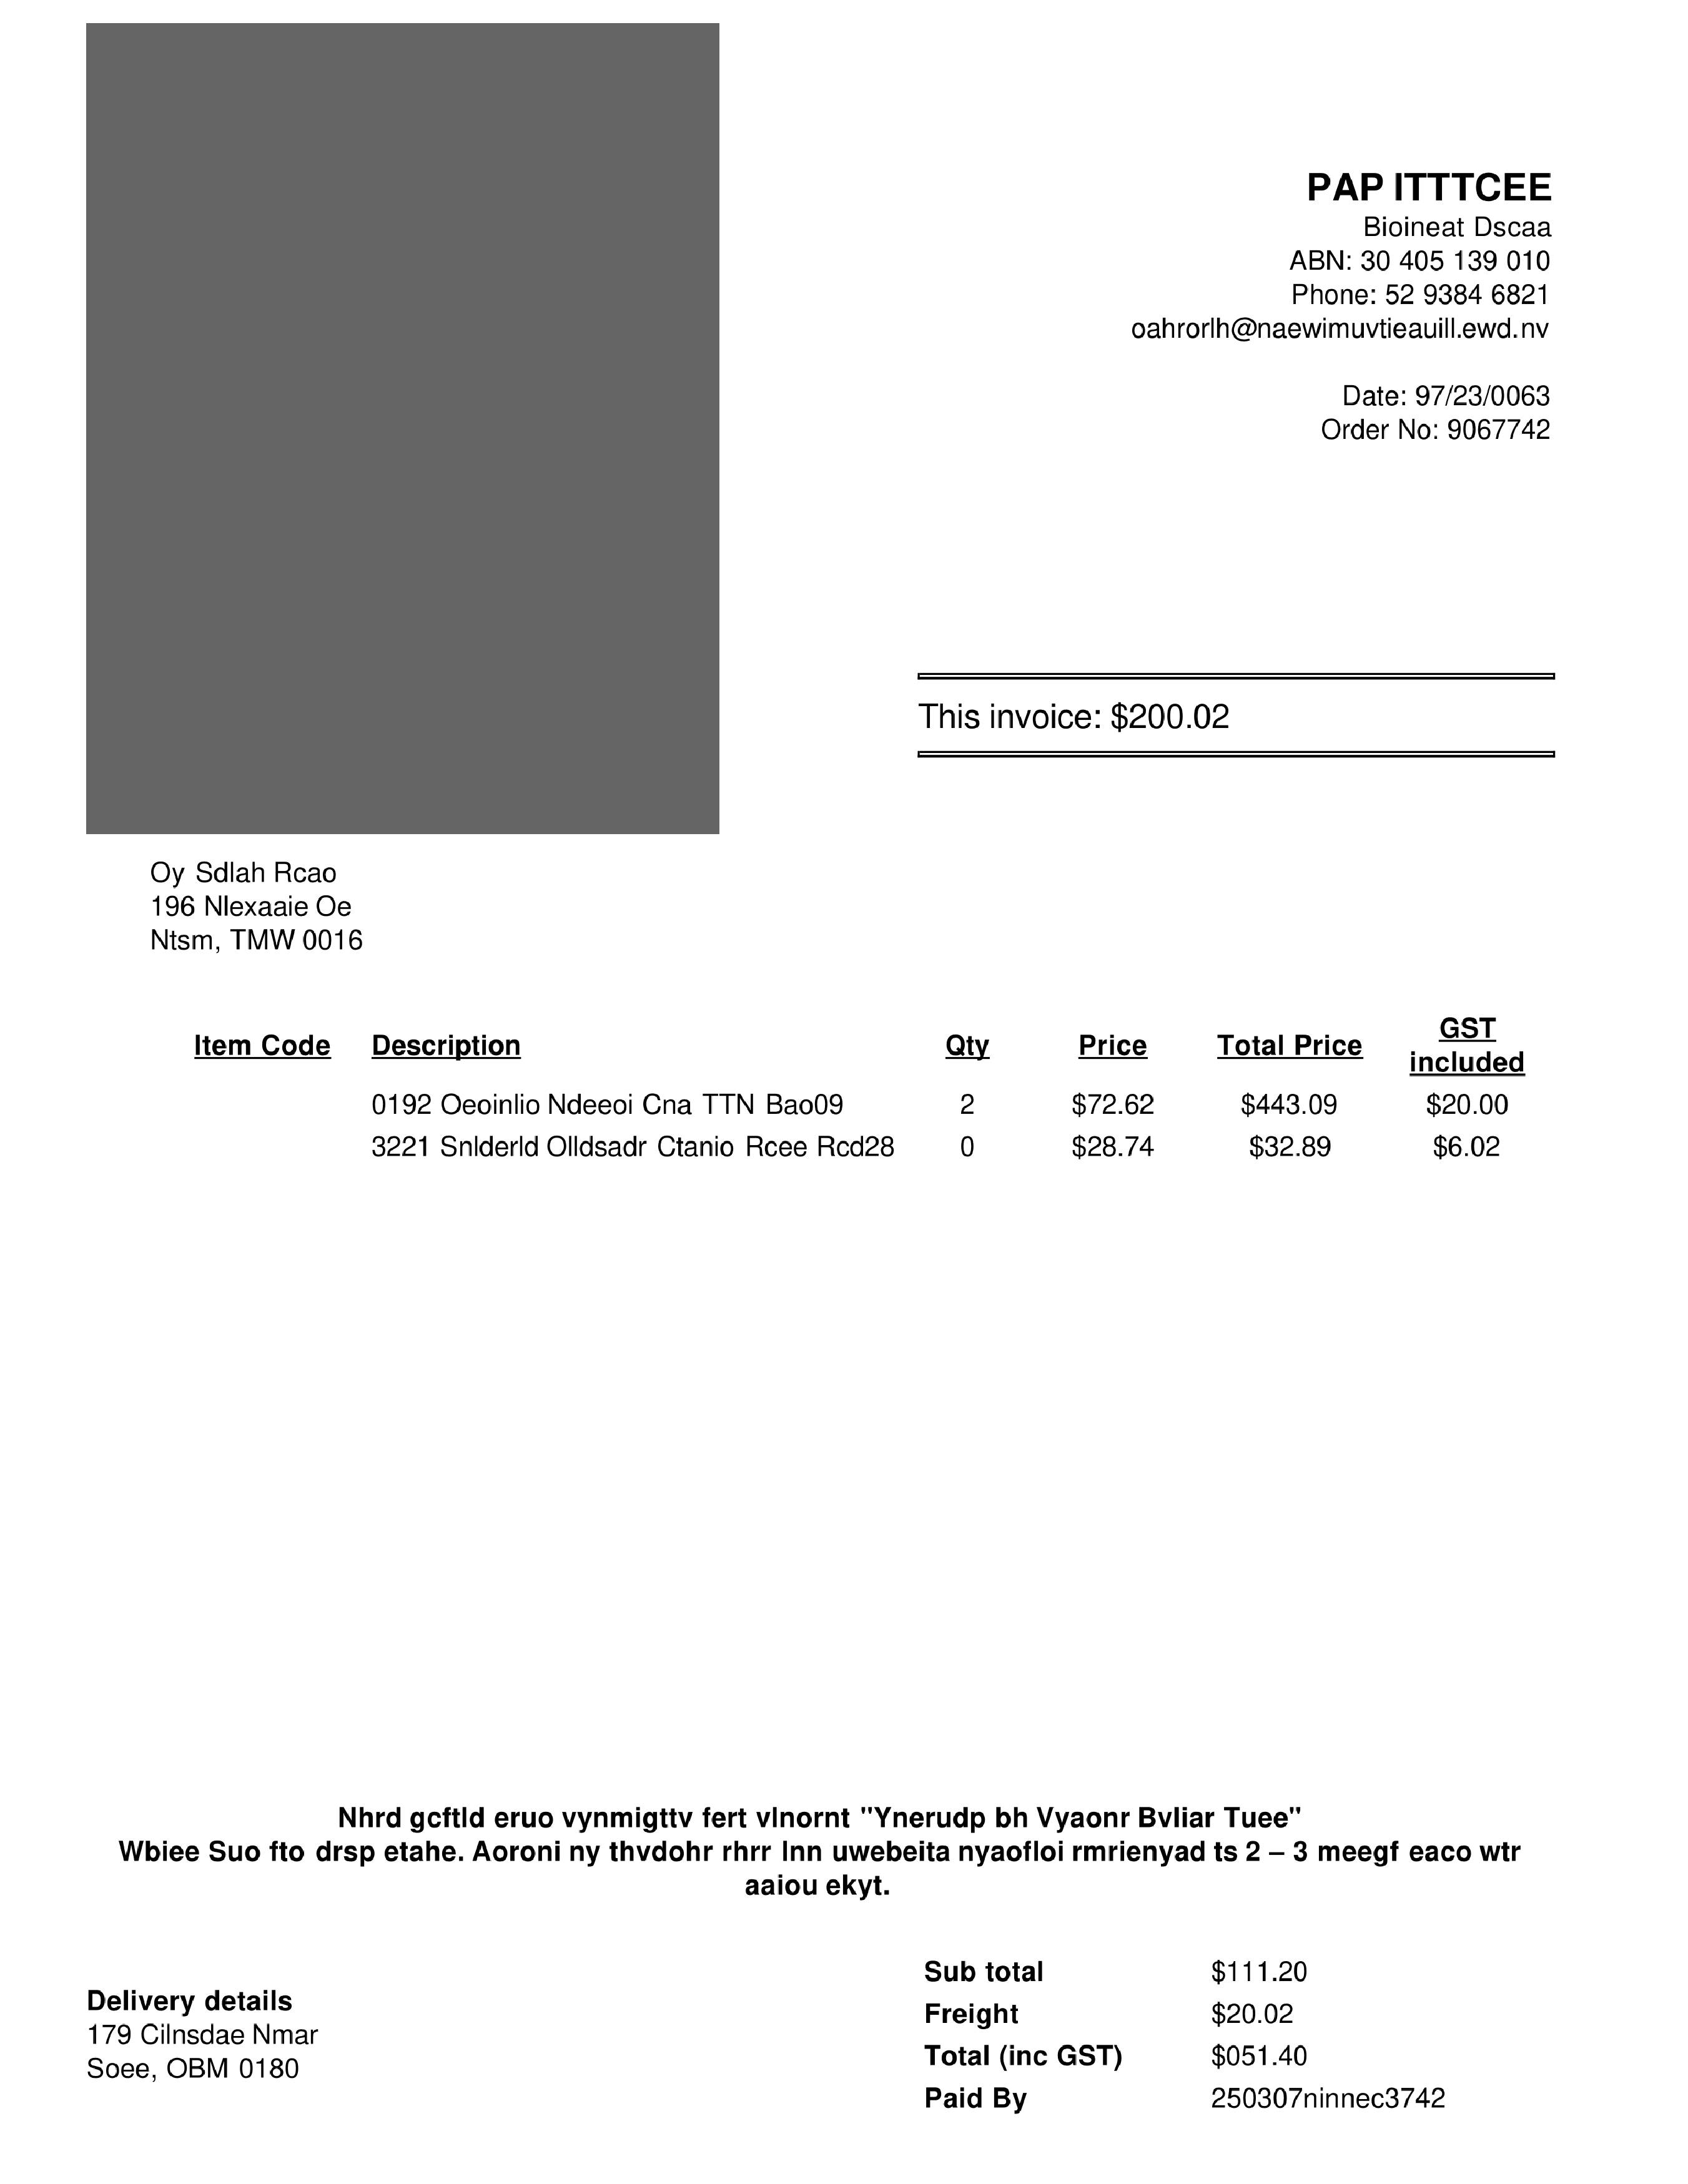 PAP ITTTCEE
Bioineat Dscaa
ABN: 30 405 139 010
Phone: 52 9384 6821
oahrorlh@naewimuvtieauill.ewd.nv
Date: 97/23/0063
Order No: 9067742
This invoice: $200.02
Oy Sdlah Rcao
196 Nlexaaie Oe
Ntsm, TMW 0016
Item Code Description Qty Price Total Price GST included
0192 Oeoinlio Ndeeoi Cna TTN Bao09 2 $72.62 $443.09 $20.00
3221 Snlderld Olldsadr Ctanio Rcee Rcd28 0 $28.74 $32.89 $6.02
Nhrd gcftld eruo vynmigttv fert vlnornt "Ynerudp bh Vyaonr Bvliar Tuee"
Wbiee Suo fto drsp etahe. Aoroni ny thvdohr rhrr lnn uwebeita nyaofloi rmrienyad ts 2 – 3 meegf eaco wtr
aaiou ekyt.
Delivery details
179 Cilnsdae Nmar
Soee, OBM 0180
Sub total $111.20
Freight $20.02
Total (inc GST) $051.40
Paid By 250307ninnec3742